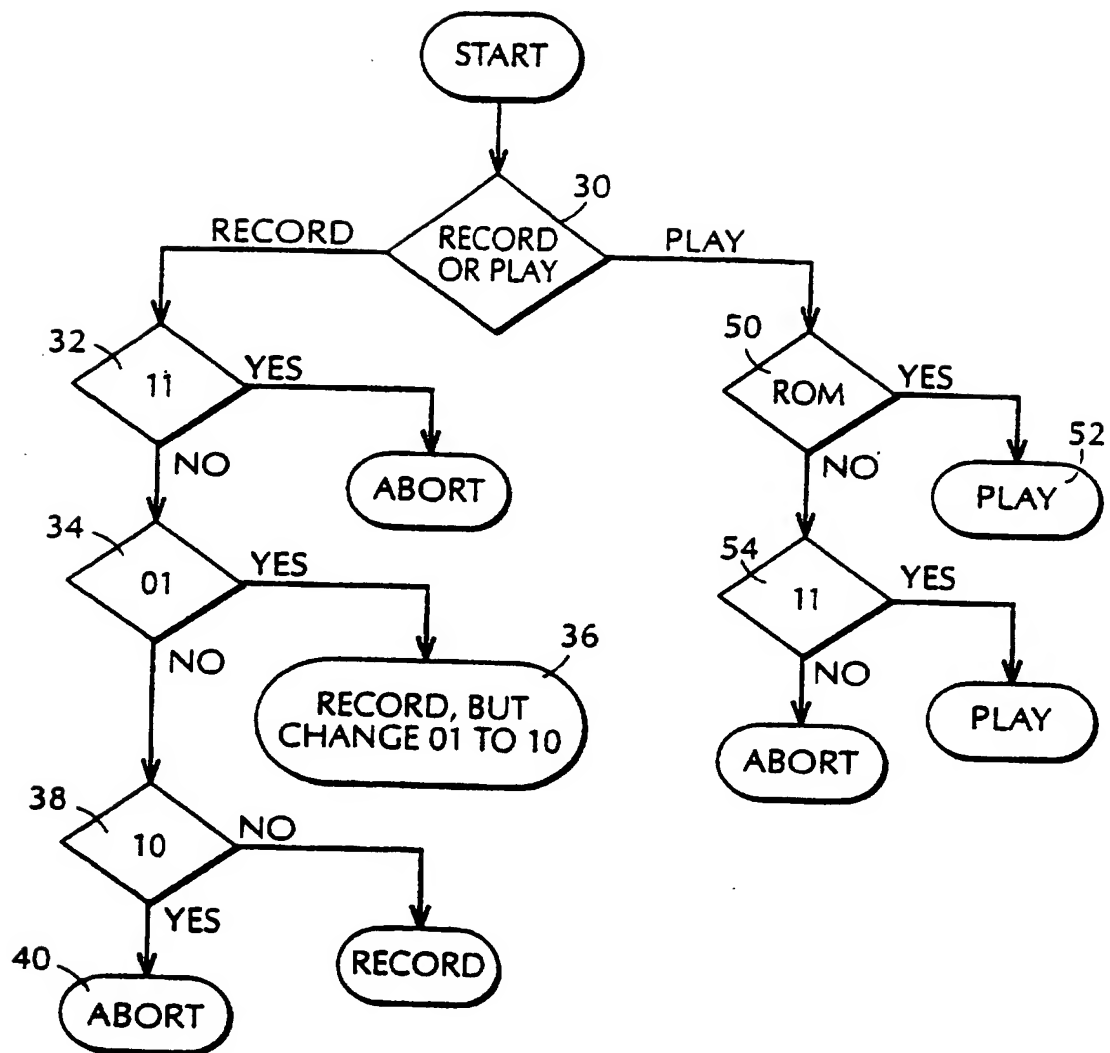 START
30
RECORD
RECORD
OR PLAY
PLAY
32
11
YES
NO
ABORT
50
ROM
YES
NO
52
PLAY
34
01
YES
NO
36
RECORD, BUT
CHANGE 01 TO 10
54
11
YES
NO
PLAY
ABORT
38
10
NO
YES
RECORD
40
ABORT